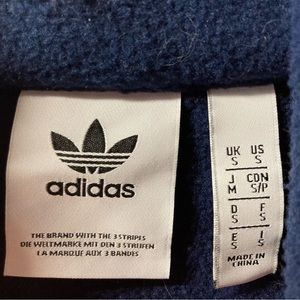 adidas
THE BRAND WITH THE 3 STRIPES
DIE WELTMARKE MIT DEN 3 STREIFEN
LA MARQUE AUX 3 BANDES
UK US
S S
J CDN
M S/P
D F
S S
E I
S S
MADE IN
CHINA